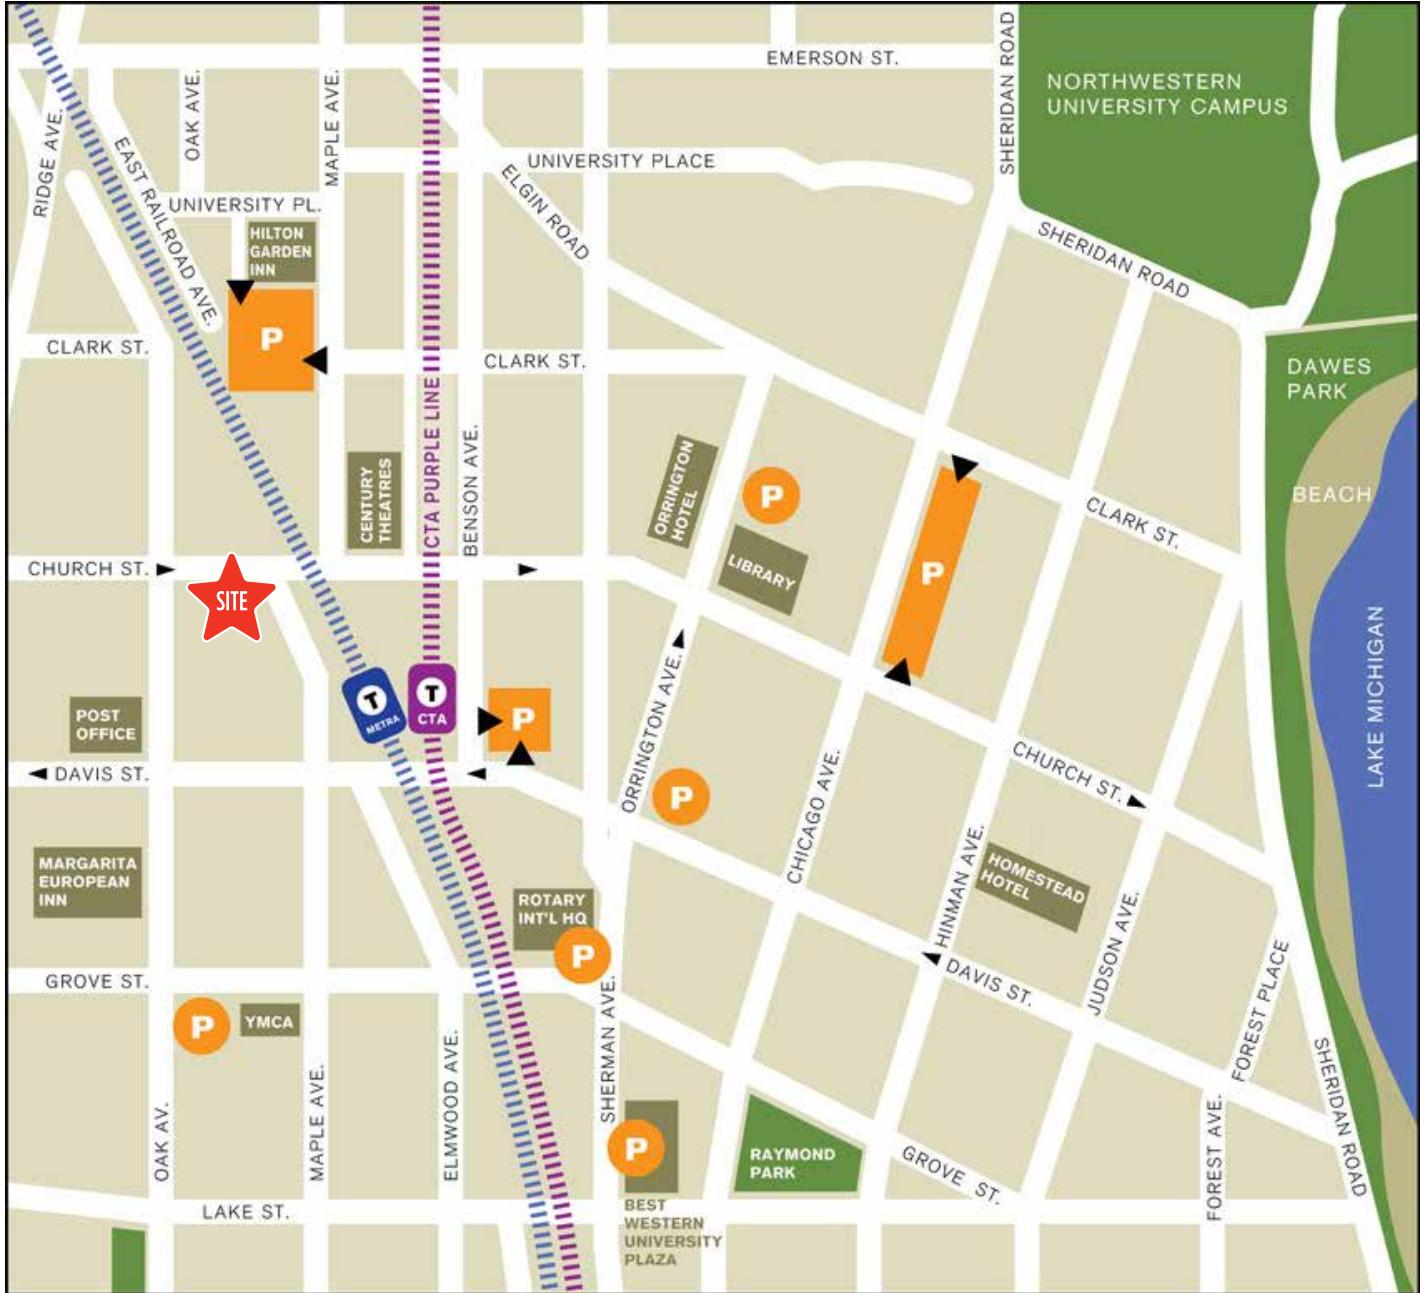 EMERSON ST.
SHERIDAN ROAD
NORTHWESTERN
UNIVERSITY CAMPUS
RIDGE AVE.
OAK AVE.
MAPLE AVE.
EAST RAILROAD AVE.
UNIVERSITY PLACE
ELGIN ROAD
UNIVERSITY PL.
HILTON
GARDEN
INN
SHERIDAN ROAD
P
CLARK ST.
CLARK ST.
DAWES
PARK
CTA PURPLE LINE
BENSON AVE.
CENTURY
THEATRES
ORRINGTON
HOTEL
P
LIBRARY
P
CLARK ST.
BEACH
CHURCH ST.
SITE
LAKE MICHIGAN
POST
OFFICE
T
METRA
T
CTA
P
ORRINGTON AVE.
P
CHICAGO AVE.
CHURCH ST.
DAVIS ST.
MARGARITA
EUROPEAN
INN
ROTARY
INT'L HQ
P
HINMAN AVE.
HOMESTEAD
HOTEL
JUDSON AVE.
DAVIS ST.
FOREST PLACE
GROVE ST.
P
YMCA
SHERMAN AVE.
SHERIDAN ROAD
OAK AV.
MAPLE AVE.
ELMWOOD AVE.
P
RAYMOND
PARK
GROVE ST.
FOREST AVE.
LAKE ST.
BEST
WESTERN
UNIVERSITY
PLAZA